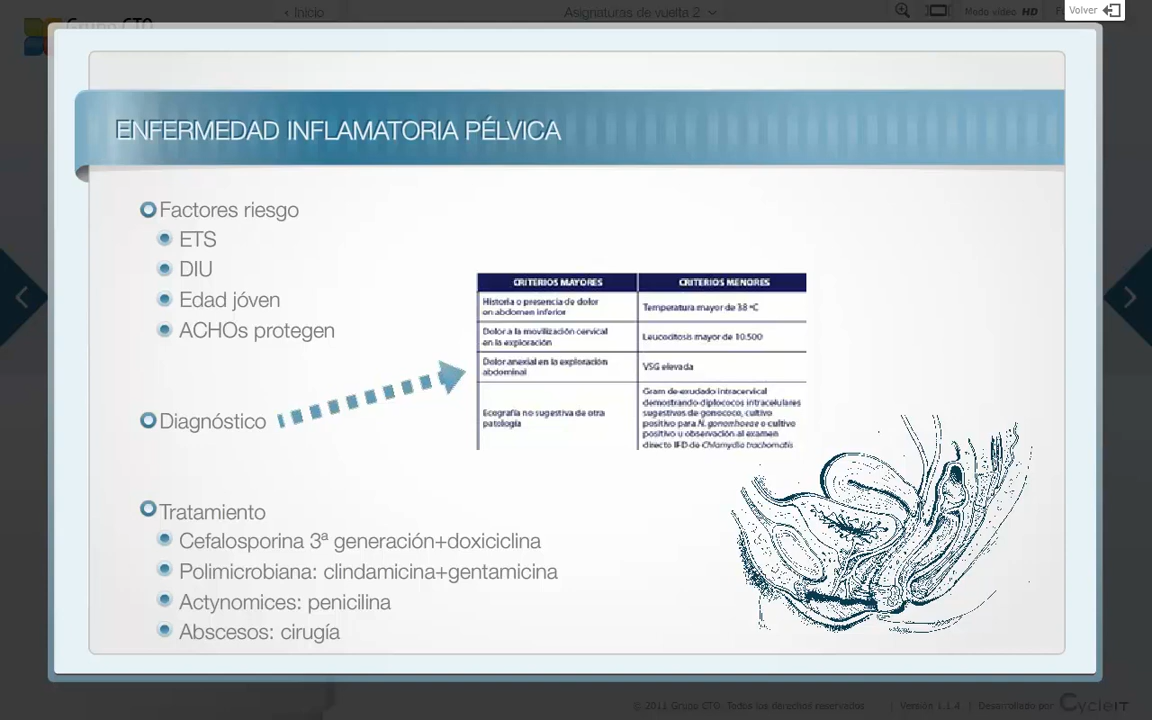 Inicio
Asignaturas de vuelta 2
Modo vídeo HD
Volver
Grupo CTO
ENFERMEDAD INFLAMATORIA PÉLVICA
Factores riesgo
ETS
DIU
Edad jóven
ACHOs protegen
CRITERIOS MAYORES
CRITERIOS MENORES
Historia o presencia de dolor
en abdomen inferior
Temperatura mayor de 38 ºC
Dolor a la movilización cervical
en la exploración
Leucocitosis mayor de 10.500
Dolor anexial en la exploración
abdominal
VSG elevada
Ecografía no sugestiva de otra
patología
Gram de exudado intracervical
demostrando diplococos intracelulares
sugestivos de gonococo, cultivo
positivo para N. gonorrhoeae o cultivo
positivo u observación al examen
directo IFD de Chlamydia trachomatis
Diagnóstico
Tratamiento
Cefalosporina 3ª generación+doxiciclina
Polimicrobiana: clindamicina+gentamicina
Actynomices: penicilina
Abscesos: cirugía
© 2011 Grupo CTO. Todos los derechos reservados | Versión 1.1.4 | Desarrollado por CycleIT